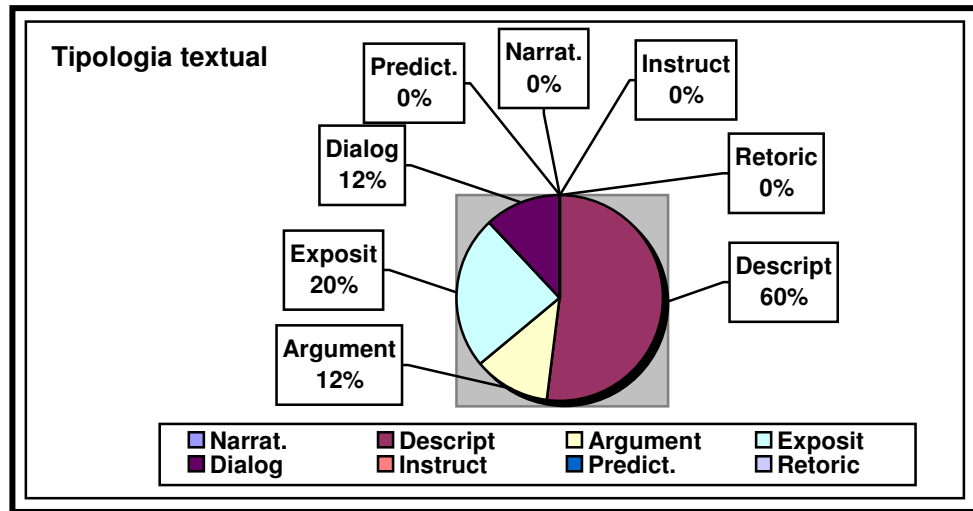 Tipologia textual
Predict.
0%
Narrat.
0%
Instruct
0%
Dialog
12%
Retoric
0%
Exposit
20%
Descript
60%
Argument
12%
Narrat.
Descript
Argument
Exposit
Dialog
Instruct
Predict.
Retoric